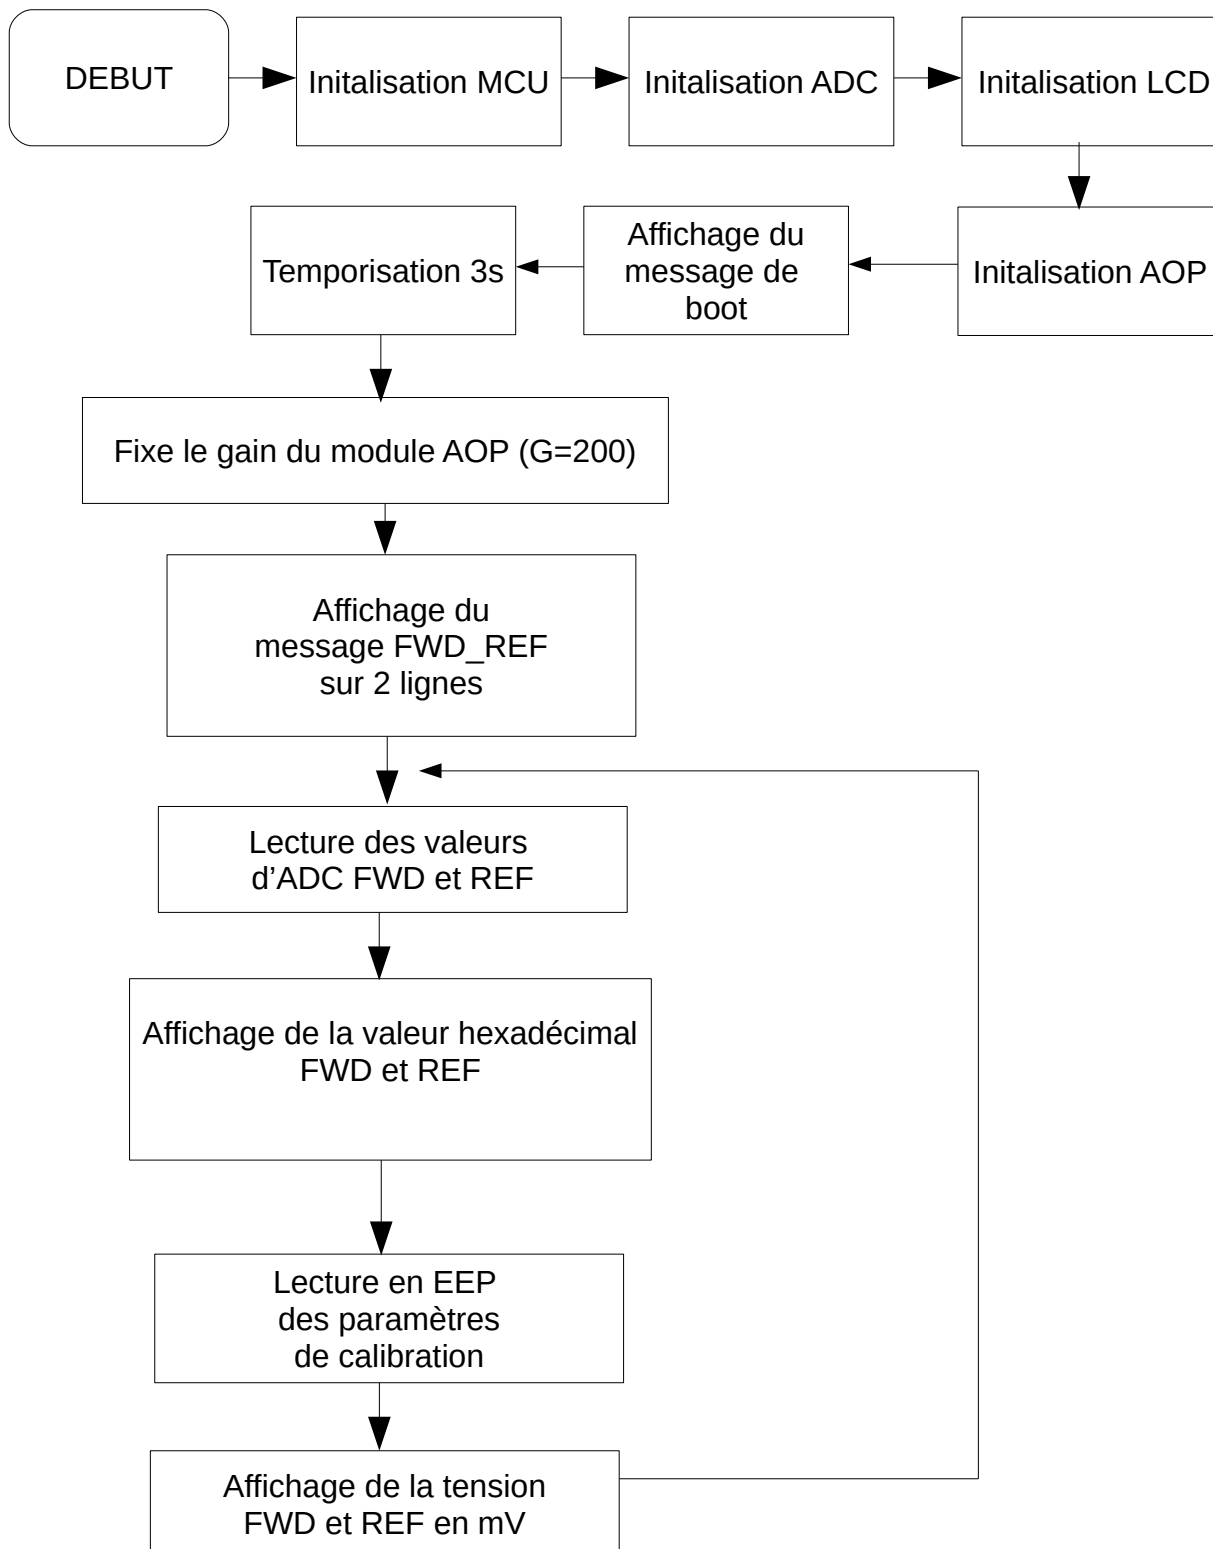 DEBUT
Initalisation MCU
Initalisation ADC
Initalisation LCD
Initalisation AOP
Affichage du
message de
boot
Temporisation 3s
Fixe le gain du module AOP (G=200)
Affichage du
message FWD_REF
sur 2 lignes
Lecture des valeurs
d’ADC FWD et REF
Affichage de la valeur hexadécimal
FWD et REF
Lecture en EEP
des paramètres
de calibration
Affichage de la tension
FWD et REF en mV